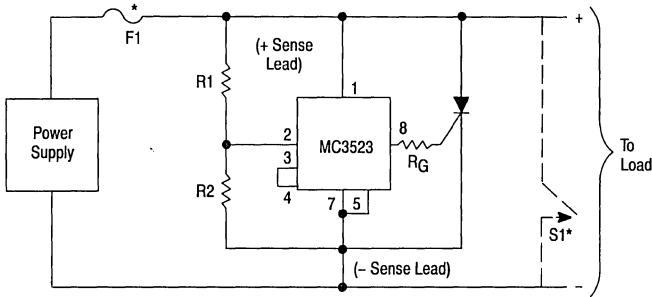 *
F1
+
(+ Sense
Lead)
R1
1
Power
Supply
2
MC3523
8
RG
3
4
To
Load
R2
7
5
S1*
(– Sense Lead)
–